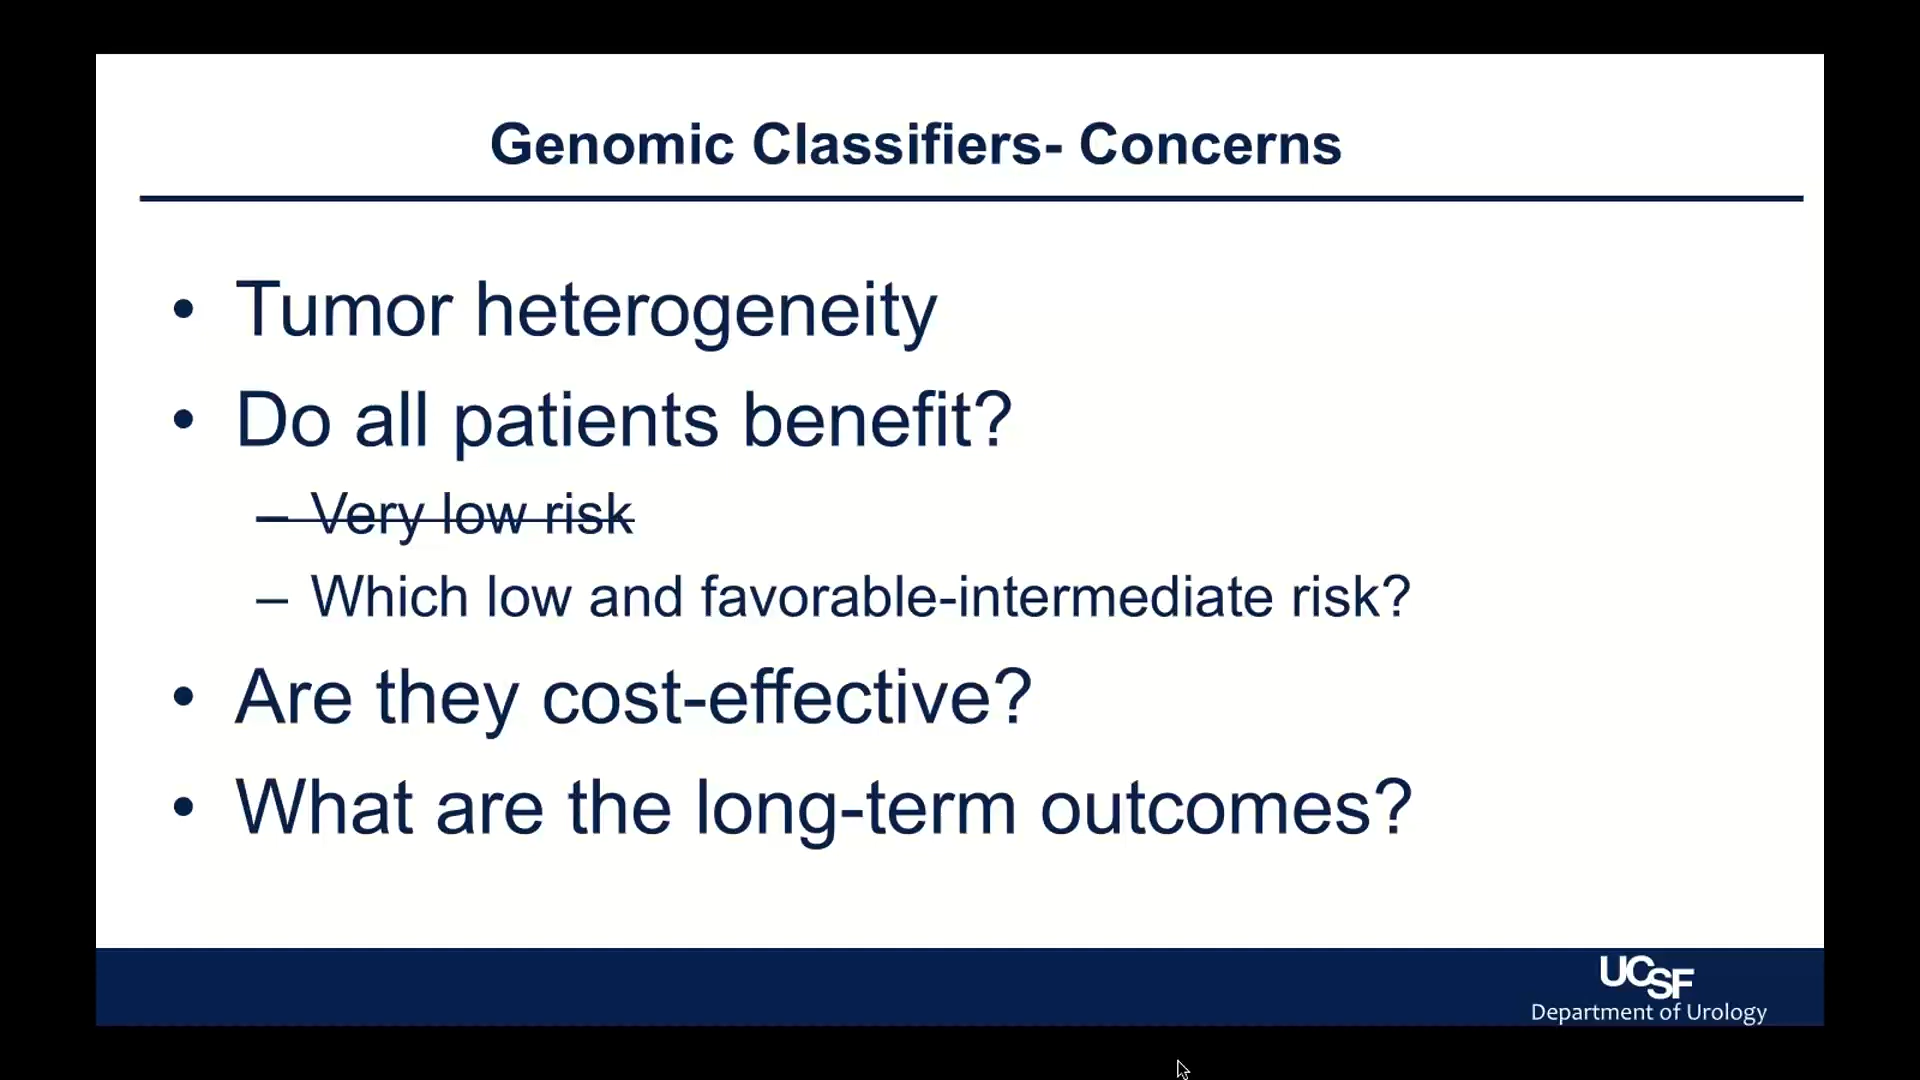 Genomic Classifiers- Concerns
• Tumor heterogeneity
• Do all patients benefit?
– Very low risk
– Which low and favorable-intermediate risk?
• Are they cost-effective?
• What are the long-term outcomes?
UCSF
Department of Urology